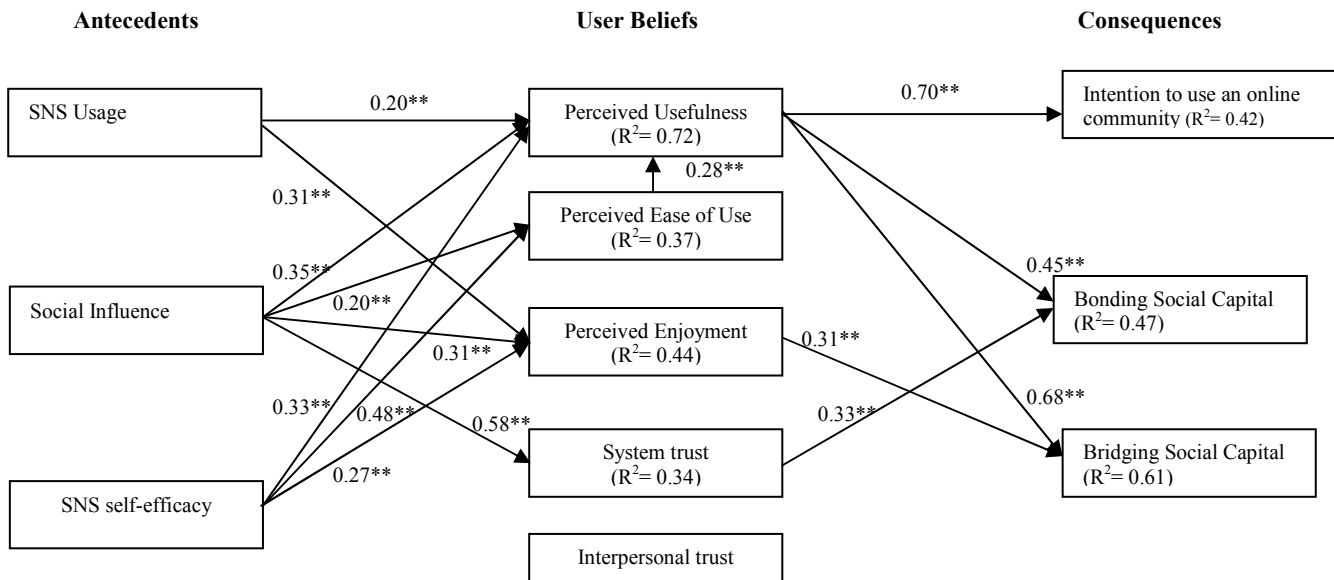 Antecedents
User Beliefs
Consequences
SNS Usage
0.20**
Perceived Usefulness
(R²= 0.72)
0.70**
Intention to use an online
community (R²= 0.42)
0.28**
0.31**
Perceived Ease of Use
(R²= 0.37)
0.35**
0.20**
0.45**
Social Influence
Perceived Enjoyment
(R²= 0.44)
Bonding Social Capital
(R²= 0.47)
0.31**
0.31**
0.33**
0.48**
0.58**
0.33**
0.68**
0.27**
System trust
(R²= 0.34)
Bridging Social Capital
(R²= 0.61)
SNS self-efficacy
Interpersonal trust